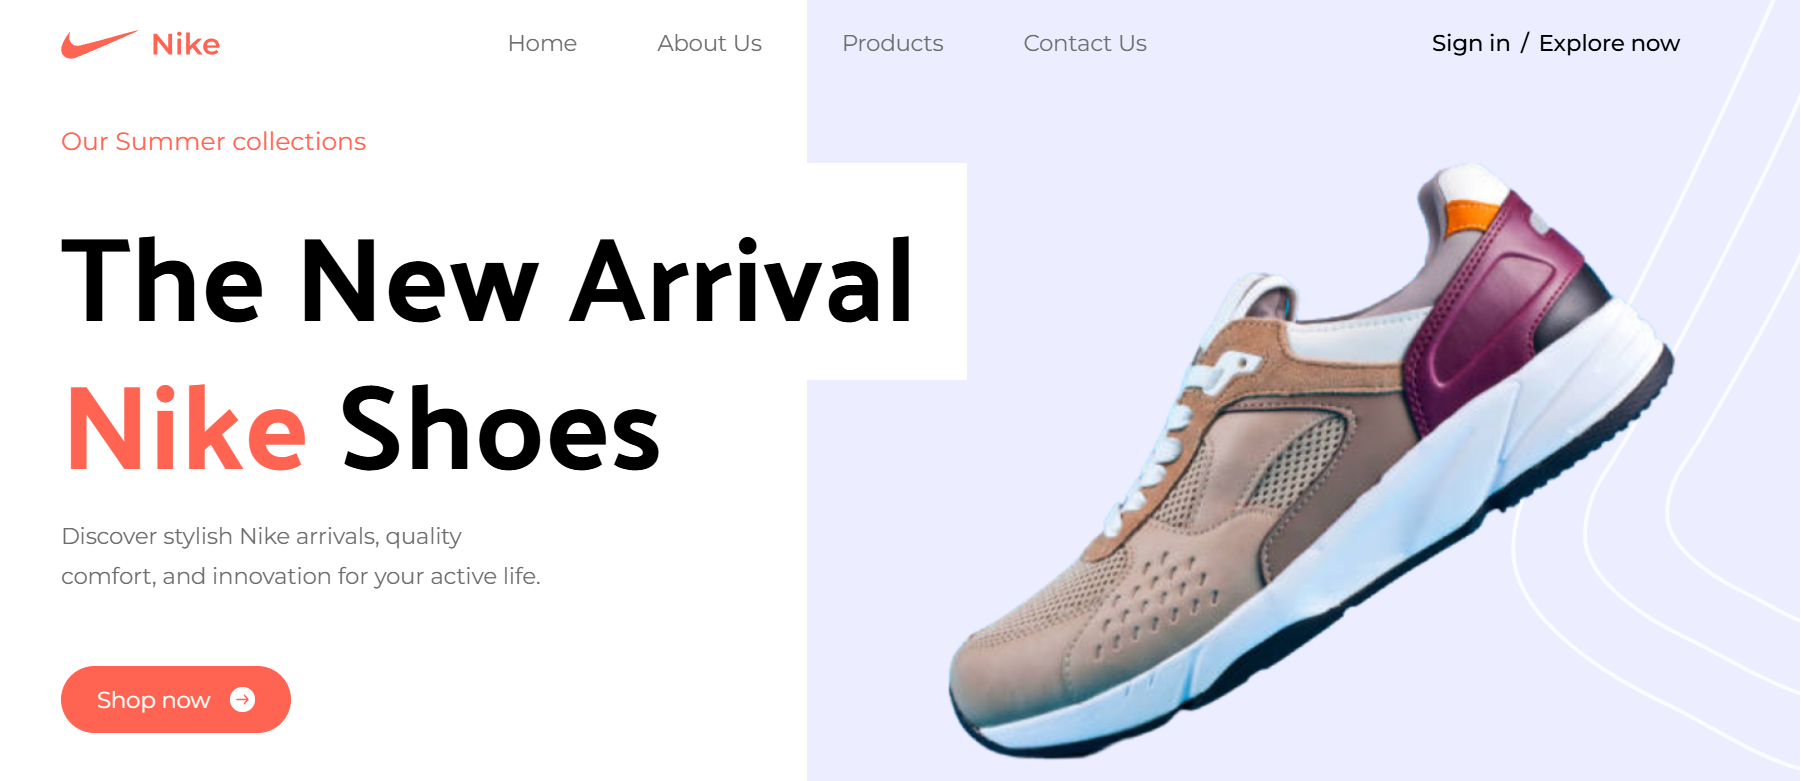 Nike
Home About Us Products Contact Us Sign in / Explore now
Our Summer collections
The New Arrival
Nike Shoes
Discover stylish Nike arrivals, quality
comfort, and innovation for your active life.
Shop now